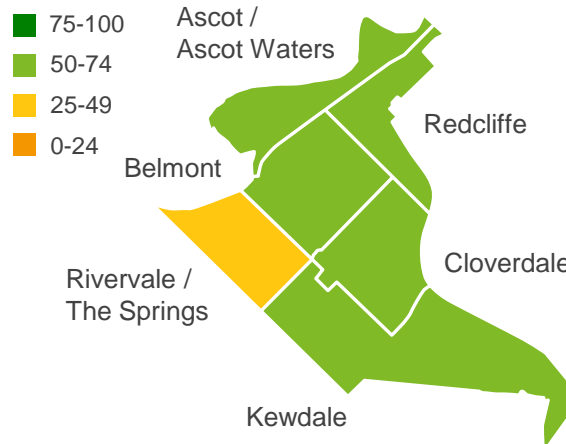 75-100
50-74
25-49
0-24
Ascot /
Ascot Waters
Redcliffe
Belmont
Cloverdale
Rivervale /
The Springs
Kewdale